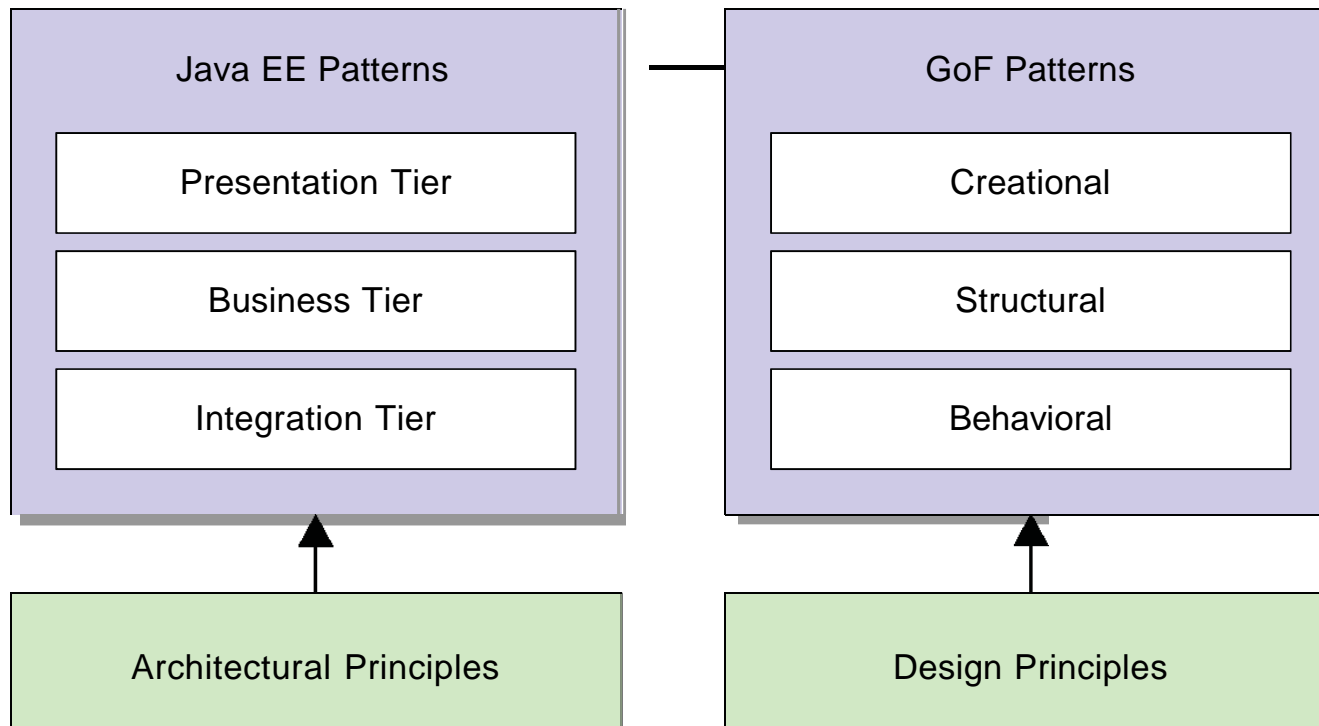 Java EE Patterns
Presentation Tier
Business Tier
Integration Tier
Architectural Principles
GoF Patterns
Creational
Structural
Behavioral
Design Principles